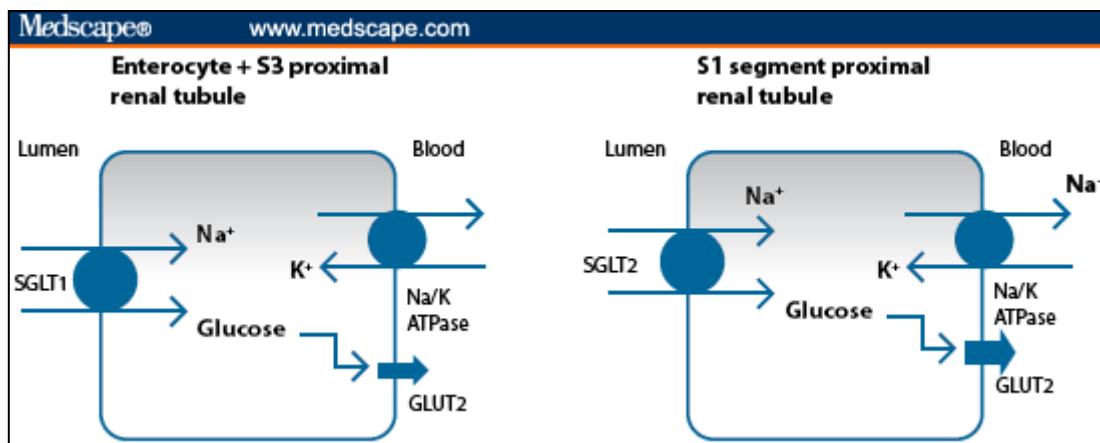 Medscape® www.medscape.com
Enterocyte + S3 proximal
renal tubule
Lumen
Blood
Na⁺
SGLT1
K⁺
Na/K
ATPase
Glucose
GLUT2
S1 segment proximal
renal tubule
Lumen
Blood
Na⁺
Na⁺
SGLT2
K⁺
Na/K
ATPase
Glucose
GLUT2